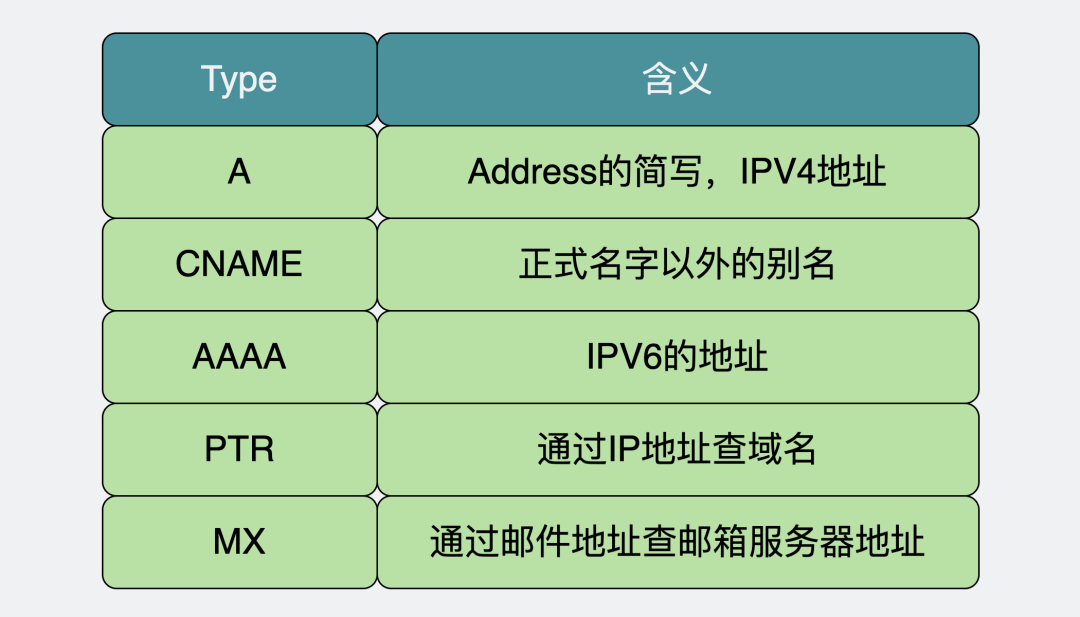 Type 含义
A Address的简写，IPV4地址
CNAME 正式名字以外的别名
AAAA IPV6的地址
PTR 通过IP地址查域名
MX 通过邮件地址查邮箱服务器地址